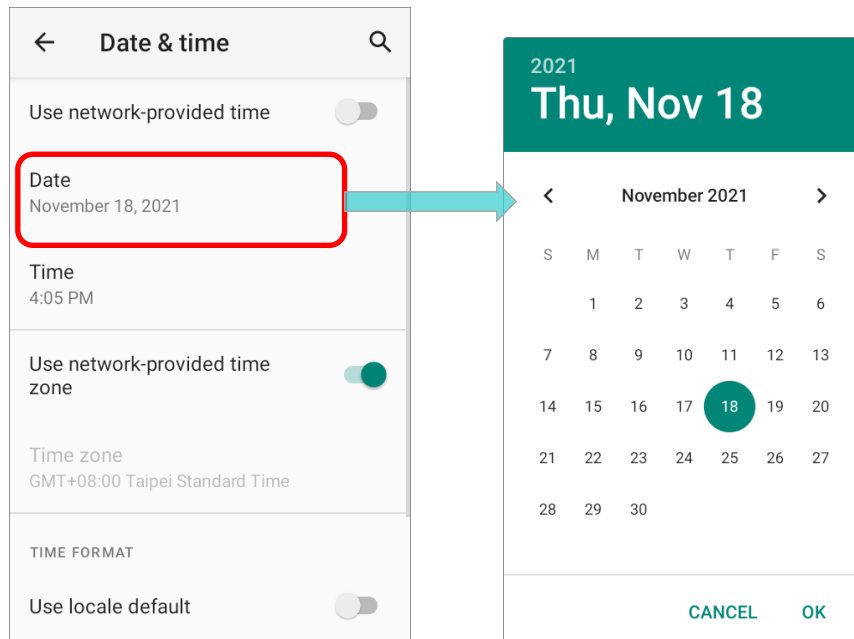 Date & time
Use network-provided time
Date
November 18, 2021
Time
4:05 PM
Use network-provided time
zone
Time zone
GMT+08:00 Taipei Standard Time
TIME FORMAT
Use locale default
2021
Thu, Nov 18
November 2021
S M T W T F S
1 2 3 4 5 6
7 8 9 10 11 12 13
14 15 16 17 18 19 20
21 22 23 24 25 26 27
28 29 30
CANCEL OK